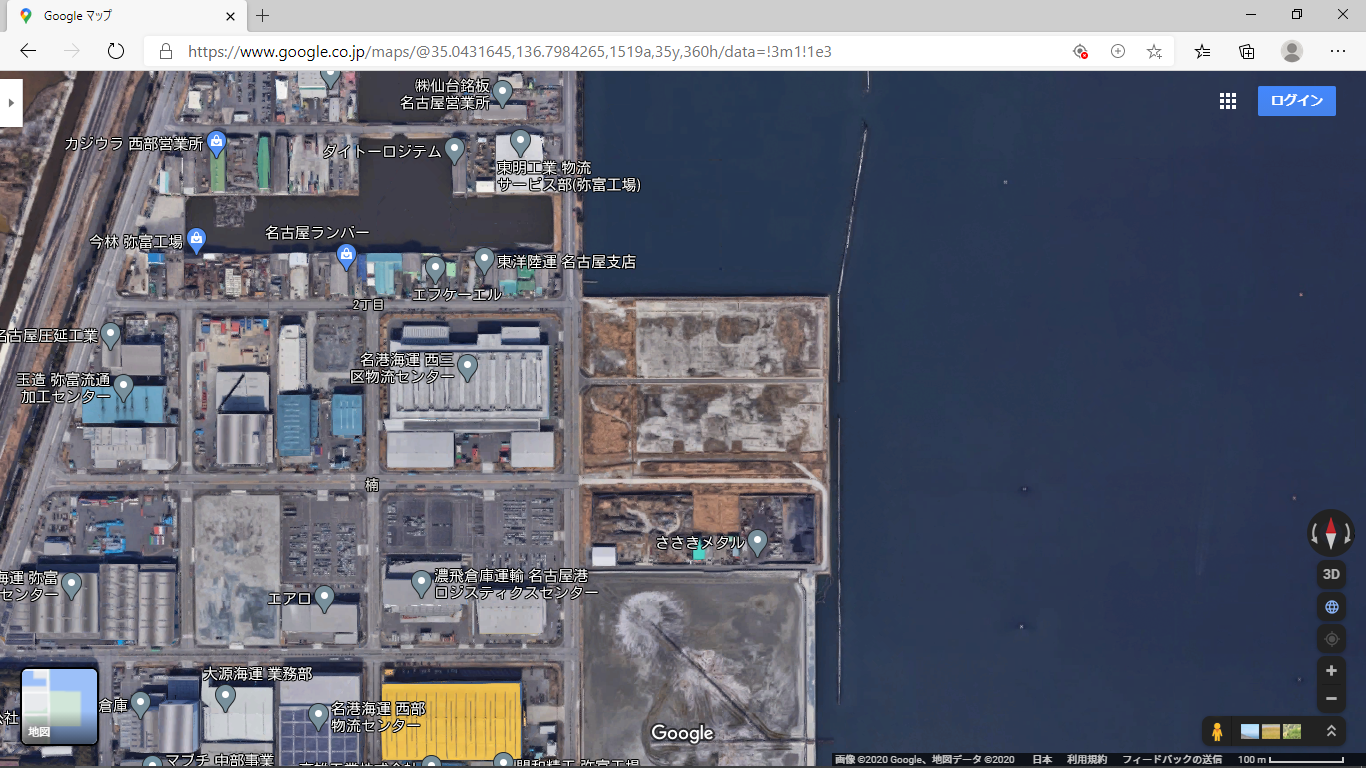 Google マップ
https://www.google.co.jp/maps/@35.0431645,136.7984265,1519a,35y,360h/data=!3m1!1e3
ログイン
㈱仙台銘板
名古屋営業所
カジウラ 西部営業所
ダイトーロジテム
東明工業 物流
サービス部(弥富工場)
今林 弥富工場
名古屋ランバー
東洋陸運 名古屋支店
エフケーエル
2丁目
名古屋圧延工業
名港海運 西三
区物流センター
玉造 弥富流通
加工センター
楠
ささきメタル
海運 弥富
センター
エアロ
濃飛倉庫運輸 名古屋港
ロジスティクスセンター
3D
大源海運 業務部
倉庫
公社
名港海運 西部
物流センター
地図
Google
マブチ 中部事業
画像 ©2020 Google、地図データ ©2020 日本 利用規約 フィードバックの送信 100 m